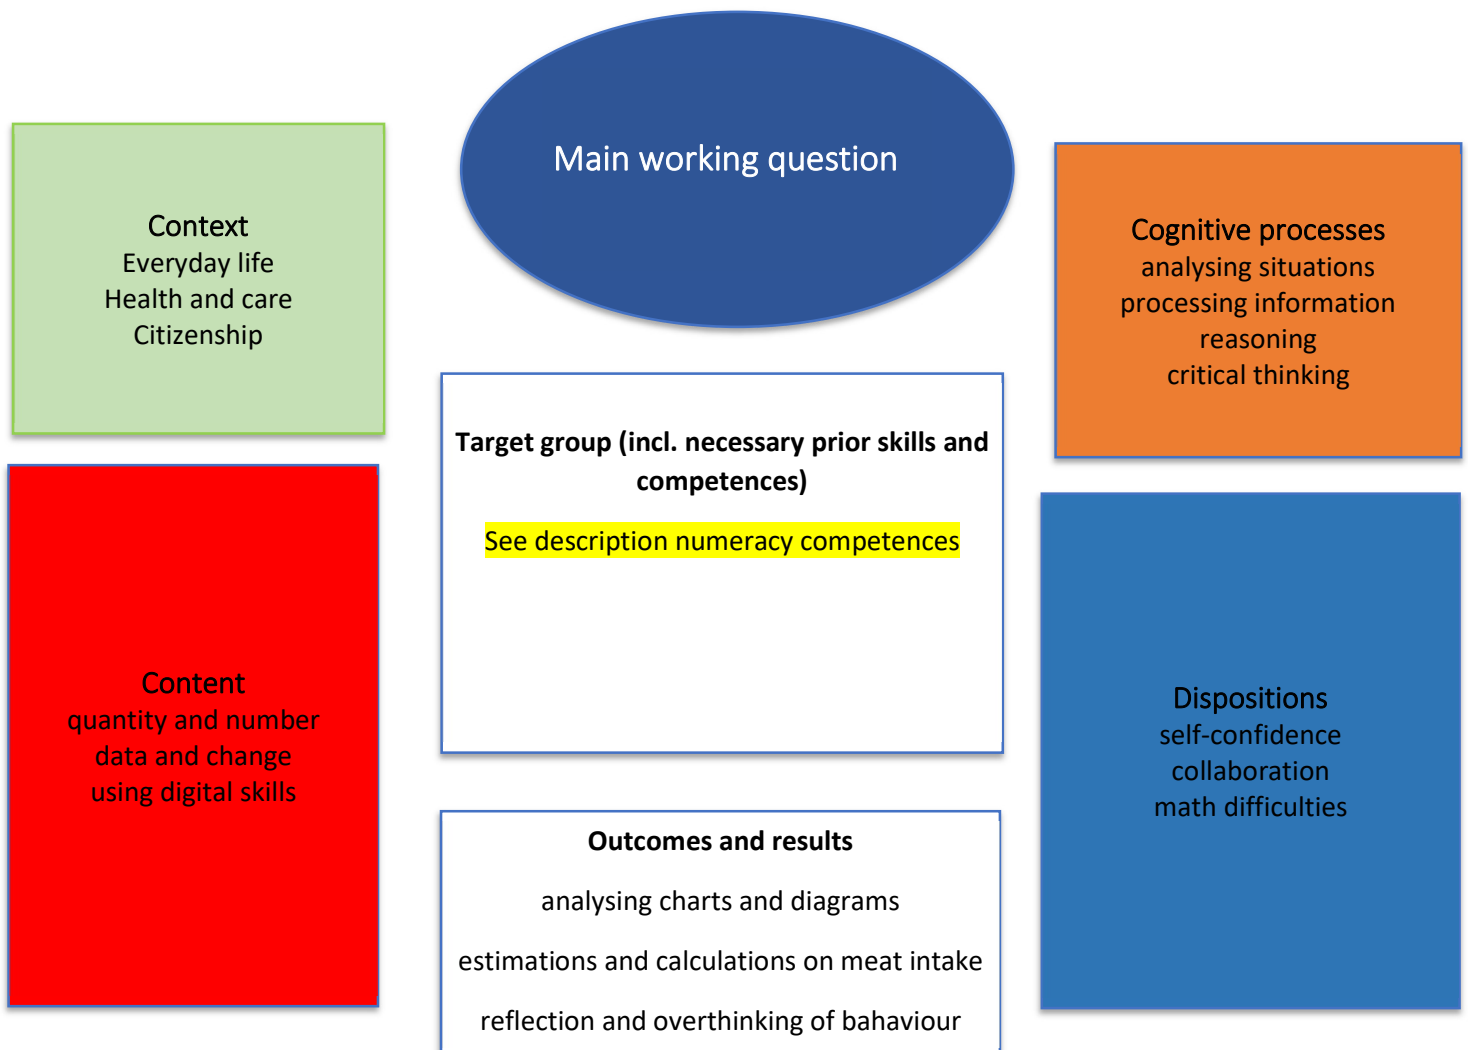 Main working question
Context
Everyday life
Health and care
Citizenship
Cognitive processes
analysing situations
processing information
reasoning
critical thinking
Target group (incl. necessary prior skills and
competences)
See description numeracy competences
Content
quantity and number
data and change
using digital skills
Dispositions
self-confidence
collaboration
math difficulties
Outcomes and results
analysing charts and diagrams
estimations and calculations on meat intake
reflection and overthinking of bahaviour